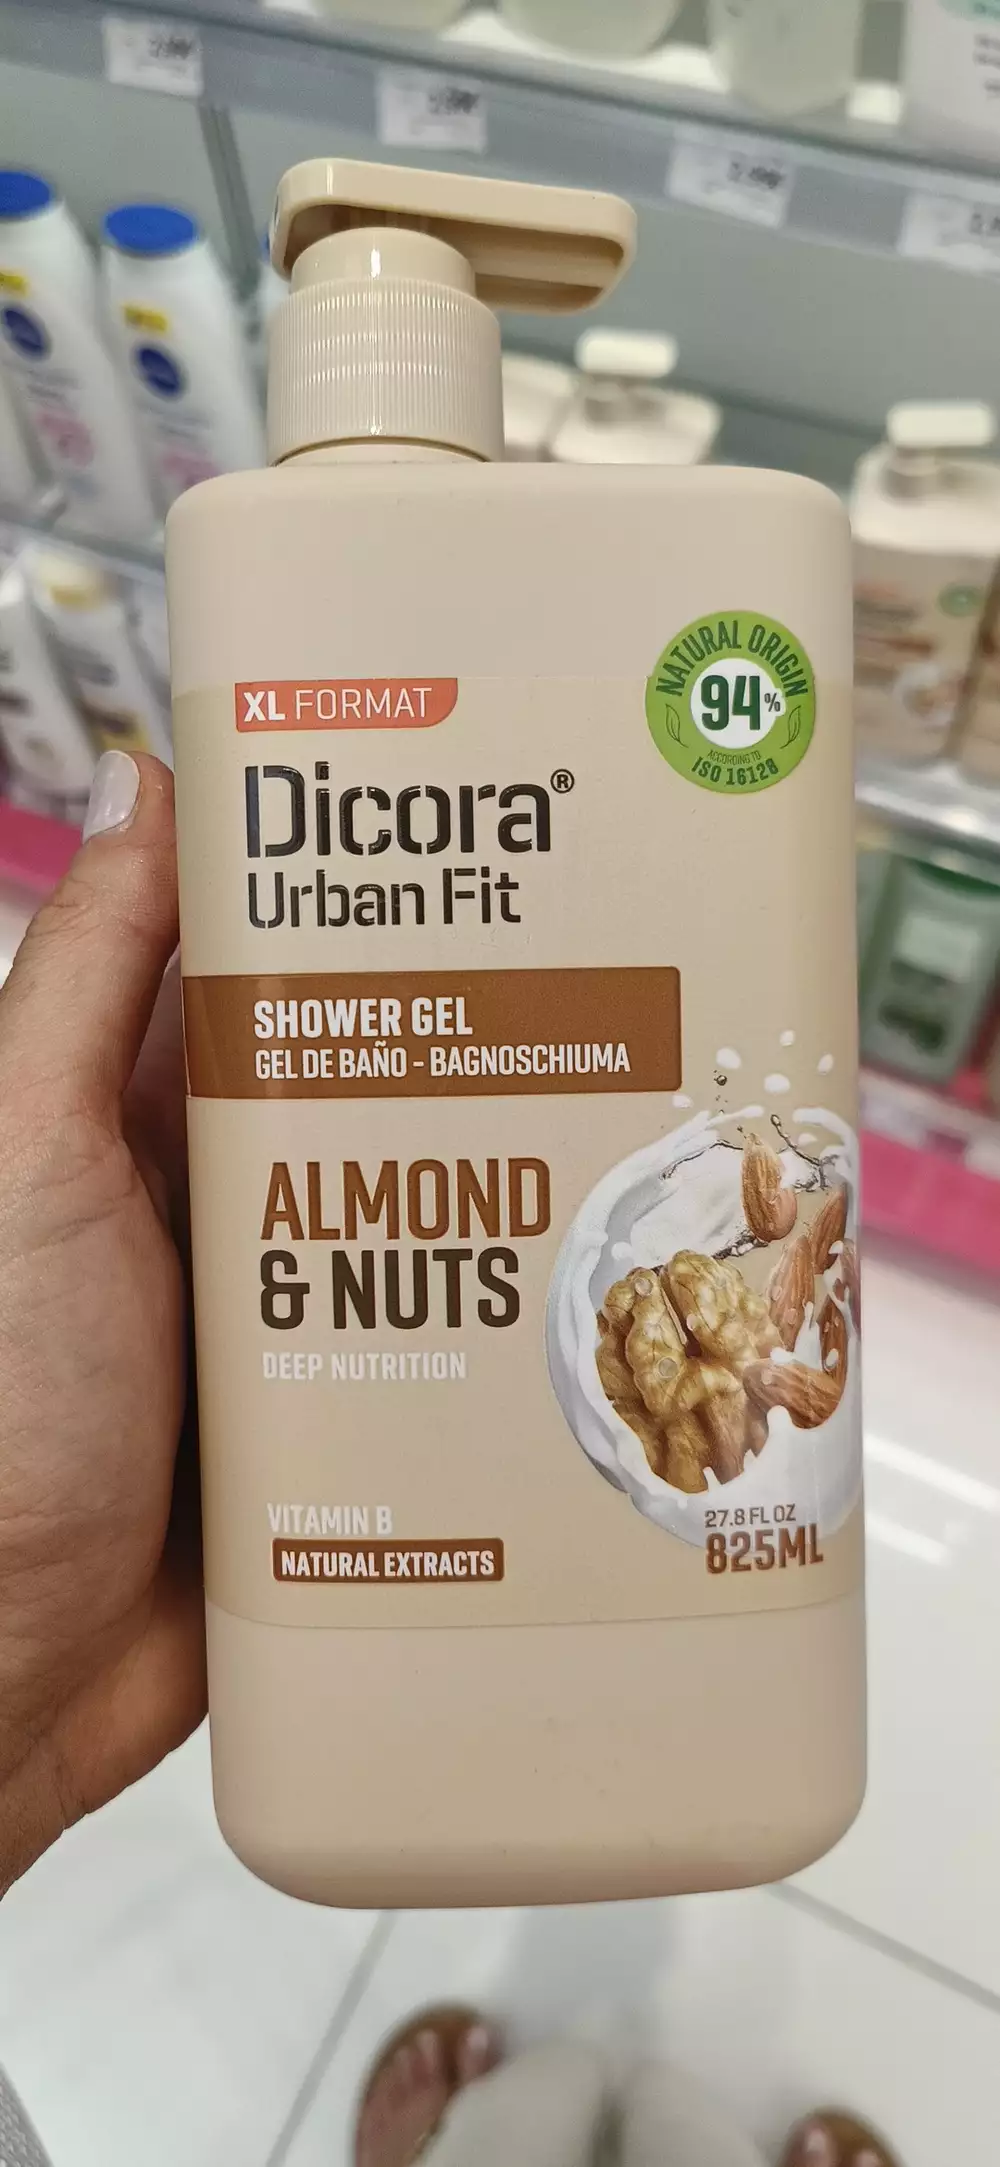 XL FORMAT
NATURAL ORIGIN
94%
ACCORDING TO
ISO 16128
Dicora®
Urban Fit
SHOWER GEL
GEL DE BAÑO - BAGNOSCHIUMA
ALMOND
& NUTS
DEEP NUTRITION
VITAMIN B
NATURAL EXTRACTS
27.8 FL OZ
825ML